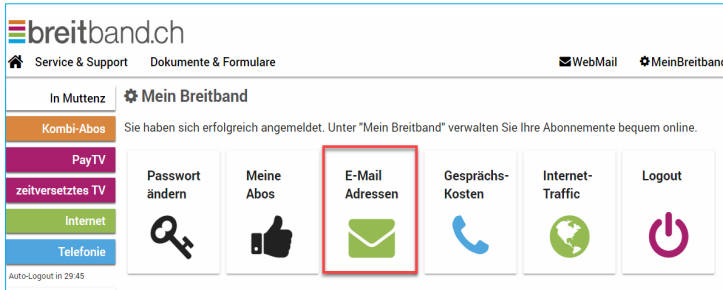 breitband.ch
Service & Support Dokumente & Formulare WebMail MeinBreitband
In Muttenz
Kombi-Abos
PayTV
zeitversetztes TV
Internet
Telefonie
Auto-Logout in 29:45
Mein Breitband
Sie haben sich erfolgreich angemeldet. Unter "Mein Breitband" verwalten Sie Ihre Abonnemente bequem online.
Passwort
ändern
Meine
Abos
E-Mail
Adressen
Gesprächs-
Kosten
Internet-
Traffic
Logout